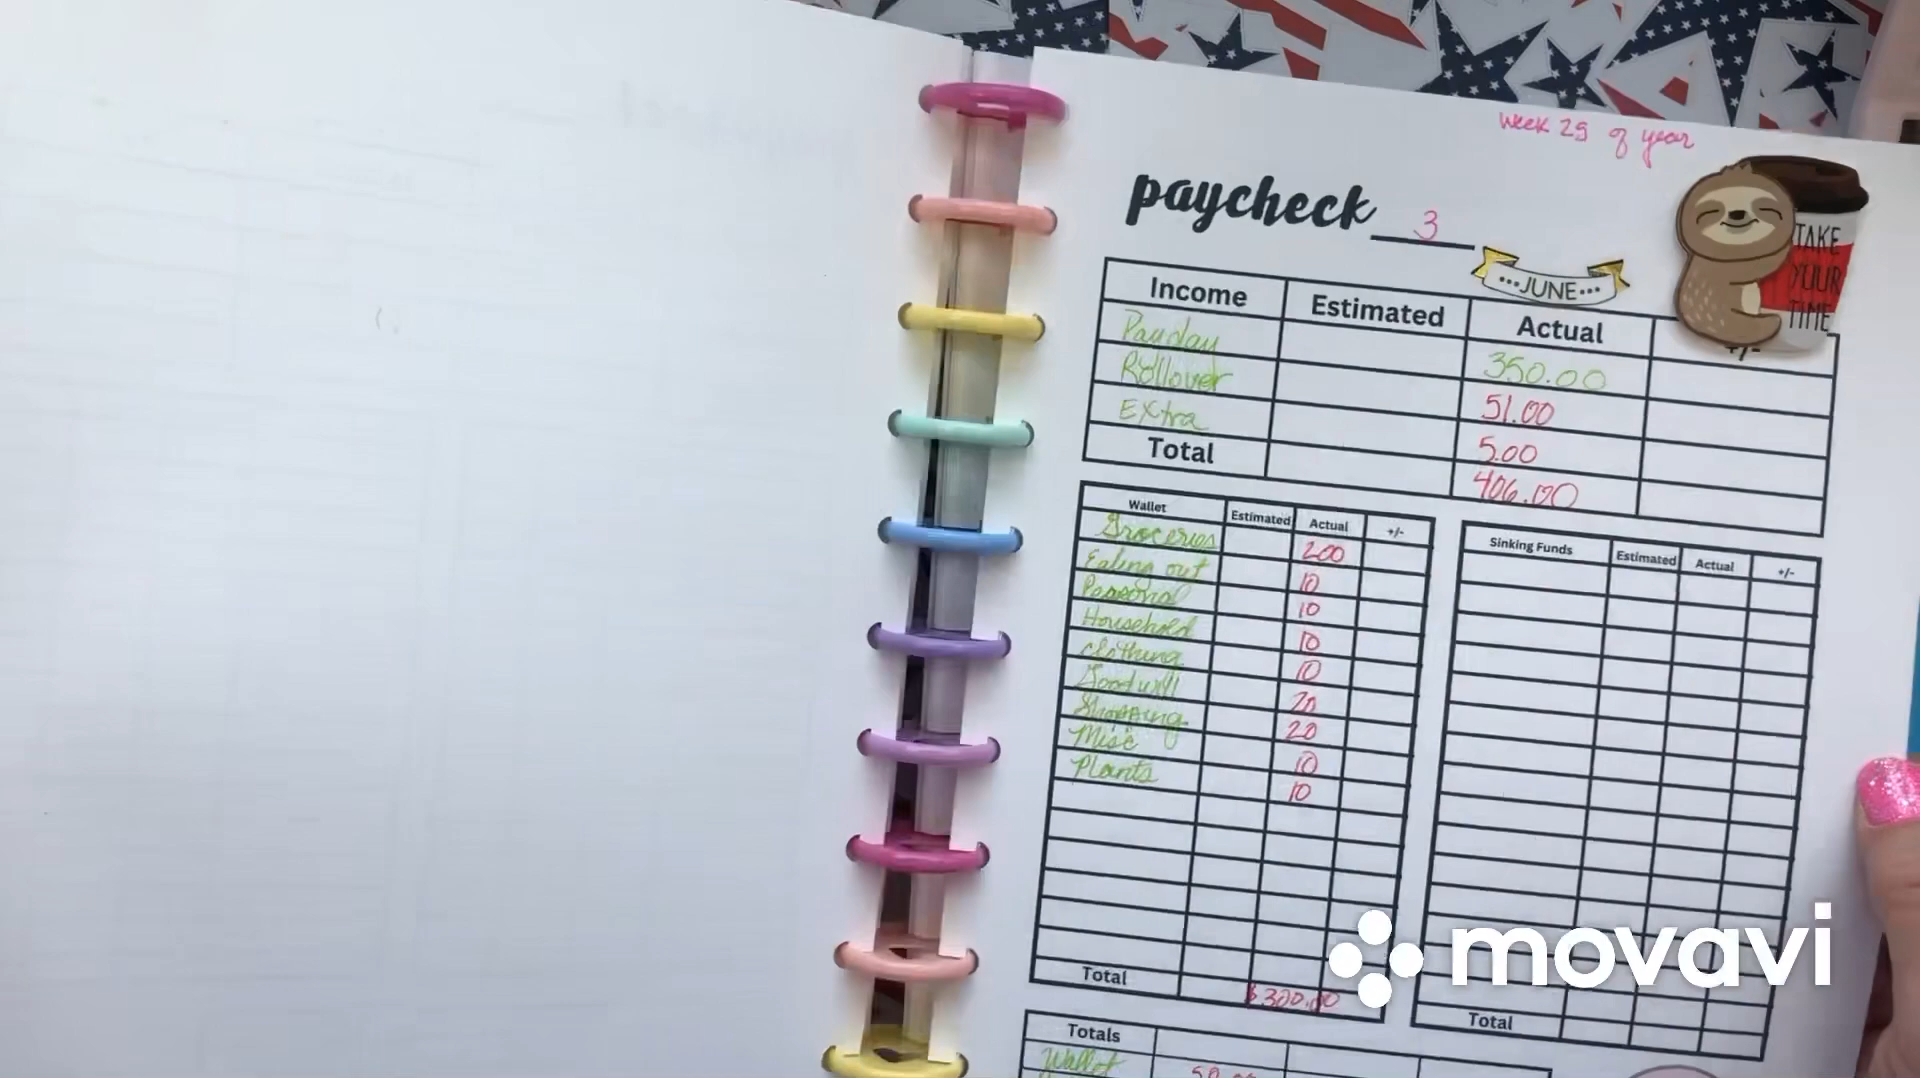 week 25 of year
paycheck 3
TAKE
YOUR
TIME
JUNE
Income Estimated Actual +/-
Payday 350.00
Rollover 51.00
Extra 5.00
Total 406.00
Wallet Estimated Actual +/-
Groceries 200
Eating out 10
Personal 10
Household 10
Clothing 10
Goodwill 20
Shopping 20
Misc 10
Plants 10
Total $300.00
Sinking Funds Estimated Actual +/-
Total
Totals
Wallet
movavi